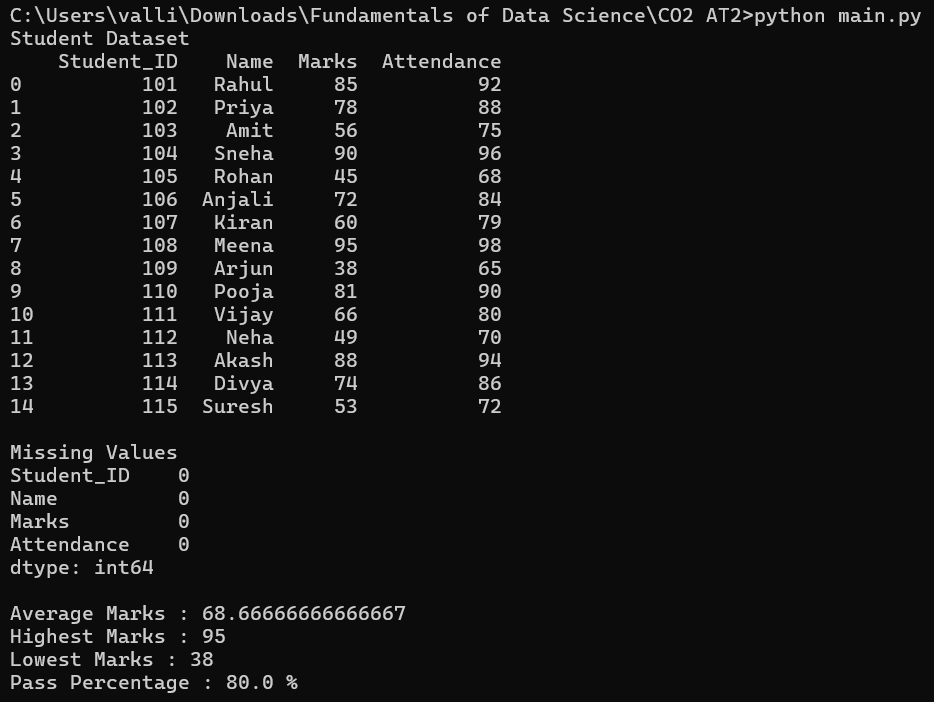 C:\Users\valli\Downloads\Fundamentals of Data Science\CO2 AT2>python main.py
Student Dataset
    Student_ID    Name  Marks  Attendance
0          101   Rahul     85          92
1          102   Priya     78          88
2          103    Amit     56          75
3          104   Sneha     90          96
4          105   Rohan     45          68
5          106  Anjali     72          84
6          107   Kiran     60          79
7          108   Meena     95          98
8          109   Arjun     38          65
9          110   Pooja     81          90
10         111   Vijay     66          80
11         112    Neha     49          70
12         113   Akash     88          94
13         114   Divya     74          86
14         115  Suresh     53          72

Missing Values
Student_ID    0
Name          0
Marks         0
Attendance    0
dtype: int64

Average Marks : 68.66666666666667
Highest Marks : 95
Lowest Marks : 38
Pass Percentage : 80.0 %